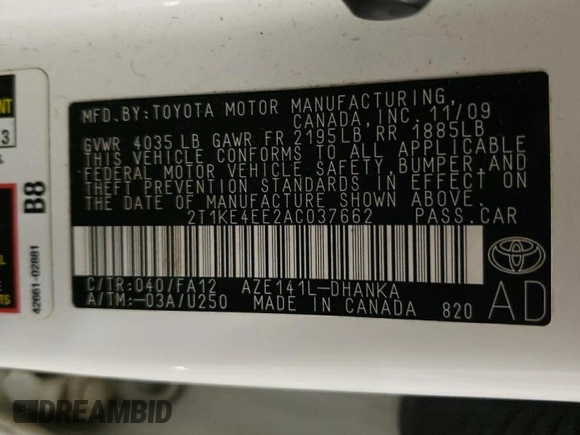 MFD.BY:TOYOTA MOTOR MANUFACTURING,
CANADA, INC. 11/09
GVWR 4035LB GAWR FR 2195LB, RR 1885LB
THIS VEHICLE CONFORMS TO ALL APPLICABLE
FEDERAL MOTOR VEHICLE SAFETY, BUMPER, AND
THEFT PREVENTION STANDARDS IN EFFECT ON
THE DATE OF MANUFACTURE SHOWN ABOVE.
2T1KE4EE2AC037662 PASS.CAR
C/TR:040/FA12 AZE141L-DHANKA
A/TM:-03A/U250 MADE IN CANADA 820
AD
TOYOTA
B8
42661-02881
DREAMBID